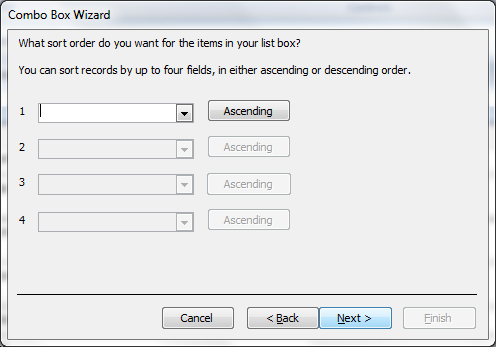 Combo Box Wizard
What sort order do you want for the items in your list box?
You can sort records by up to four fields, in either ascending or descending order.
1 Ascending
2 Ascending
3 Ascending
4 Ascending
Cancel < Back Next > Finish